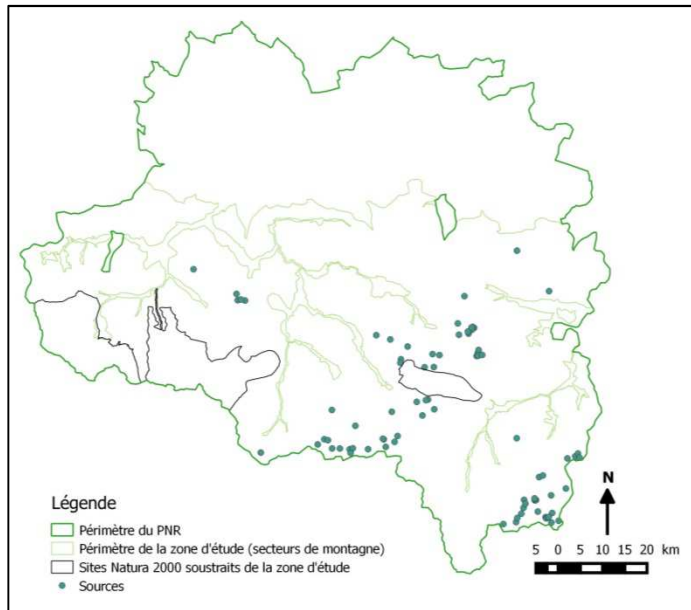 Légende
Périmètre du PNR
Périmètre de la zone d'étude (secteurs de montagne)
Sites Natura 2000 soustraits de la zone d'étude
Sources
N
5 0 5 10 15 20 km